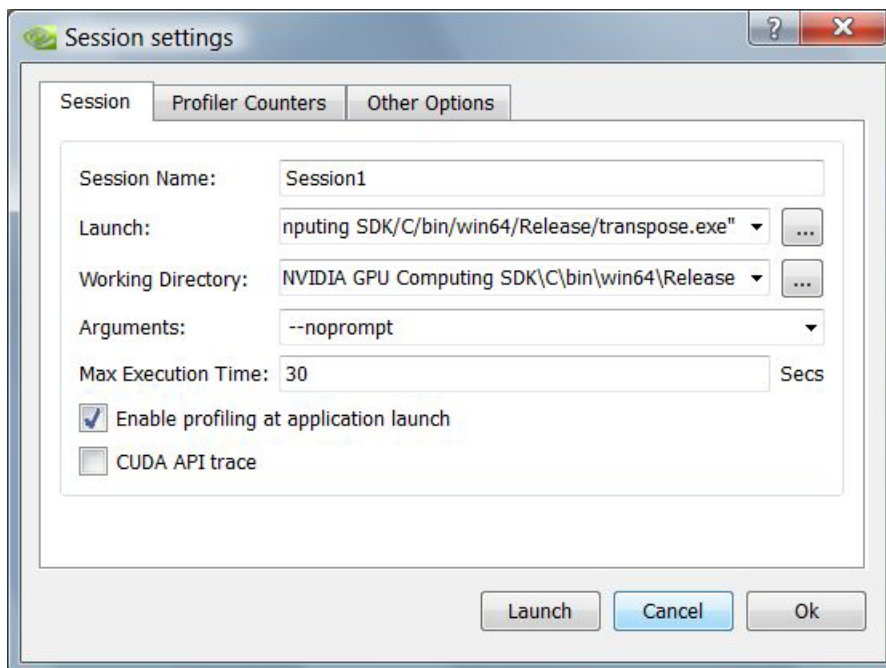 Session settings
Session Profiler Counters Other Options
Session Name: Session1
Launch: nputing SDK/C/bin/win64/Release/transpose.exe" ...
Working Directory: NVIDIA GPU Computing SDK\C\bin\win64\Release ...
Arguments: --noprompt
Max Execution Time: 30 Secs
Enable profiling at application launch
CUDA API trace
Launch Cancel Ok